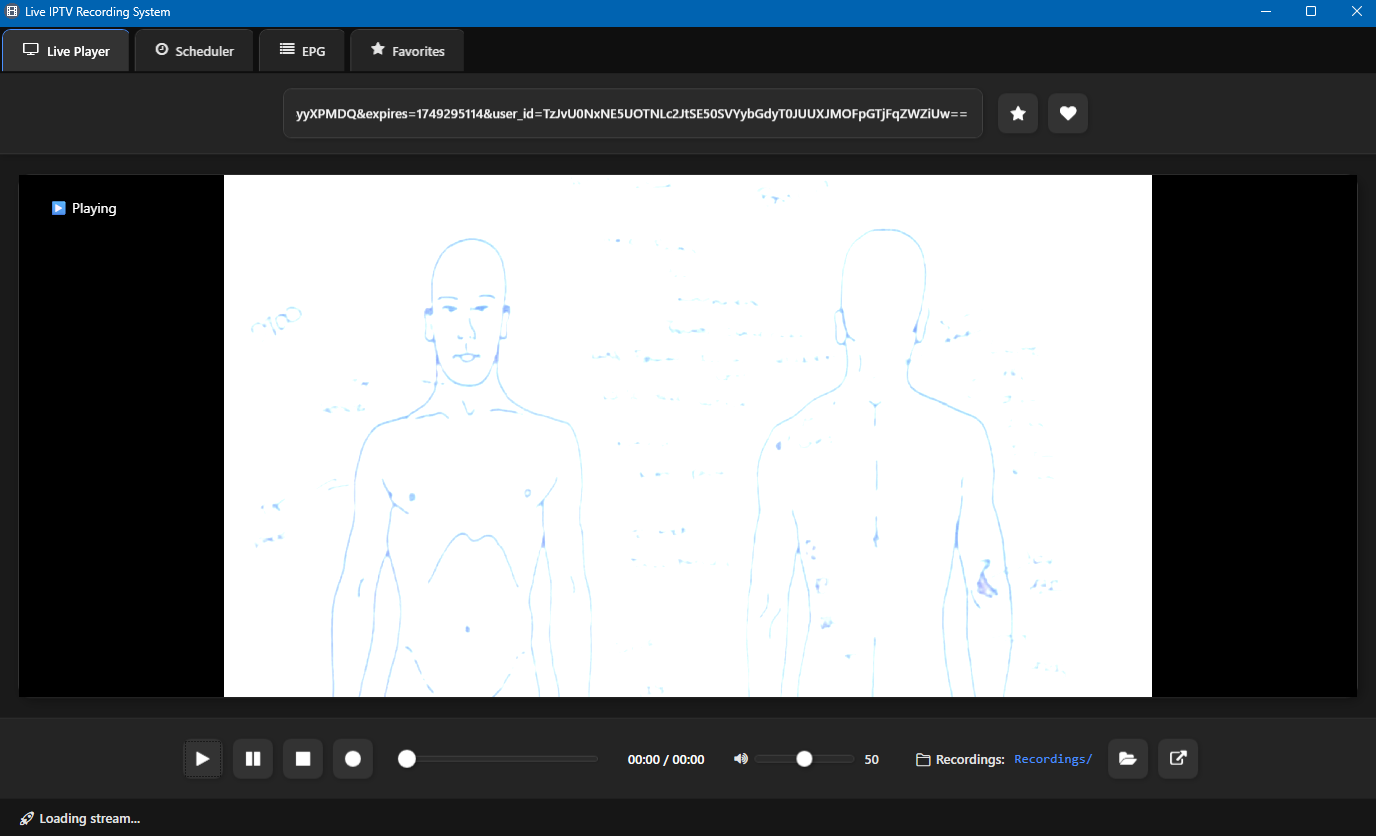 Live IPTV Recording System
Live Player
Scheduler
EPG
Favorites
yyXPMDQ&expires=1749295114&user_id=TzJvU0NxNE5UOTNLc2JtSE50SVYybGdyT0JUUXJMOFpGTjFqZWZiUw==
Playing
00:00 / 00:00
50
Recordings:
Recordings/
Loading stream...